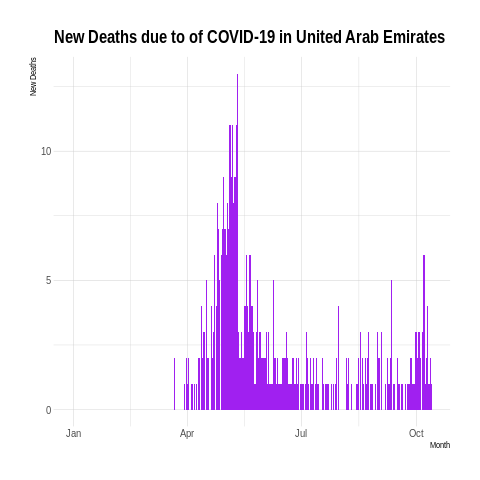 New Deaths due to of COVID-19 in United Arab Emirates
New Deaths
10
5
0
Jan Apr Jul Oct
Month